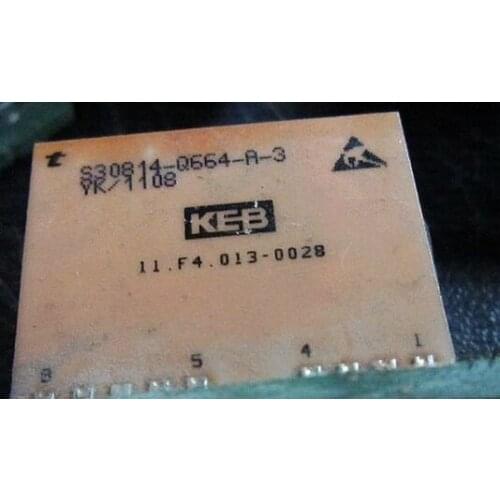 t S30814-Q664-A-3
YK/1108
KEB
11.F4.013-0028
8 5 4 1